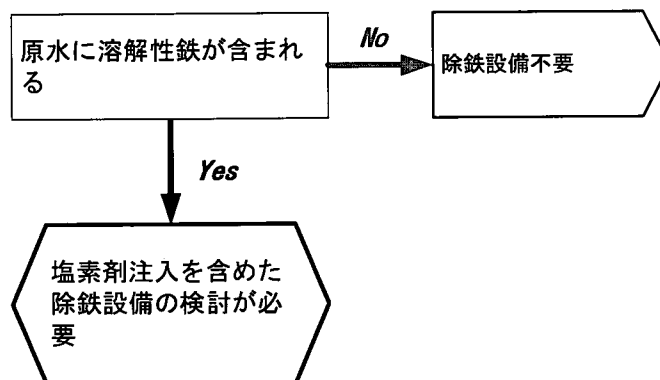 原水に溶解性鉄が含まれ
る
No
除鉄設備不要
Yes
塩素剤注入を含めた
除鉄設備の検討が必
要